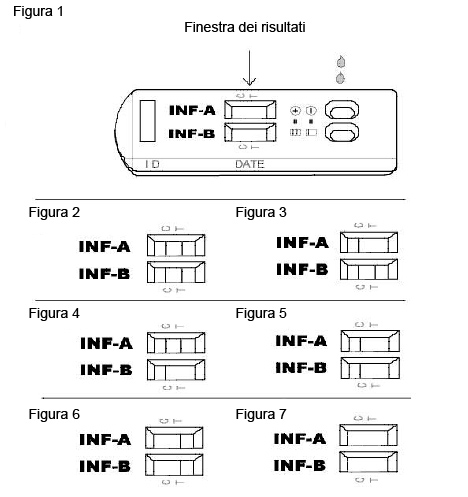 Figura 1
Finestra dei risultati
C T
INF-A
INF-B
C T
I D DATE
Figura 2
C T
INF-A
INF-B
C T
Figura 3
C T
INF-A
INF-B
C T
Figura 4
C T
INF-A
INF-B
C T
Figura 5
C T
INF-A
INF-B
C T
Figura 6
C T
INF-A
INF-B
C T
Figura 7
C T
INF-A
INF-B
C T